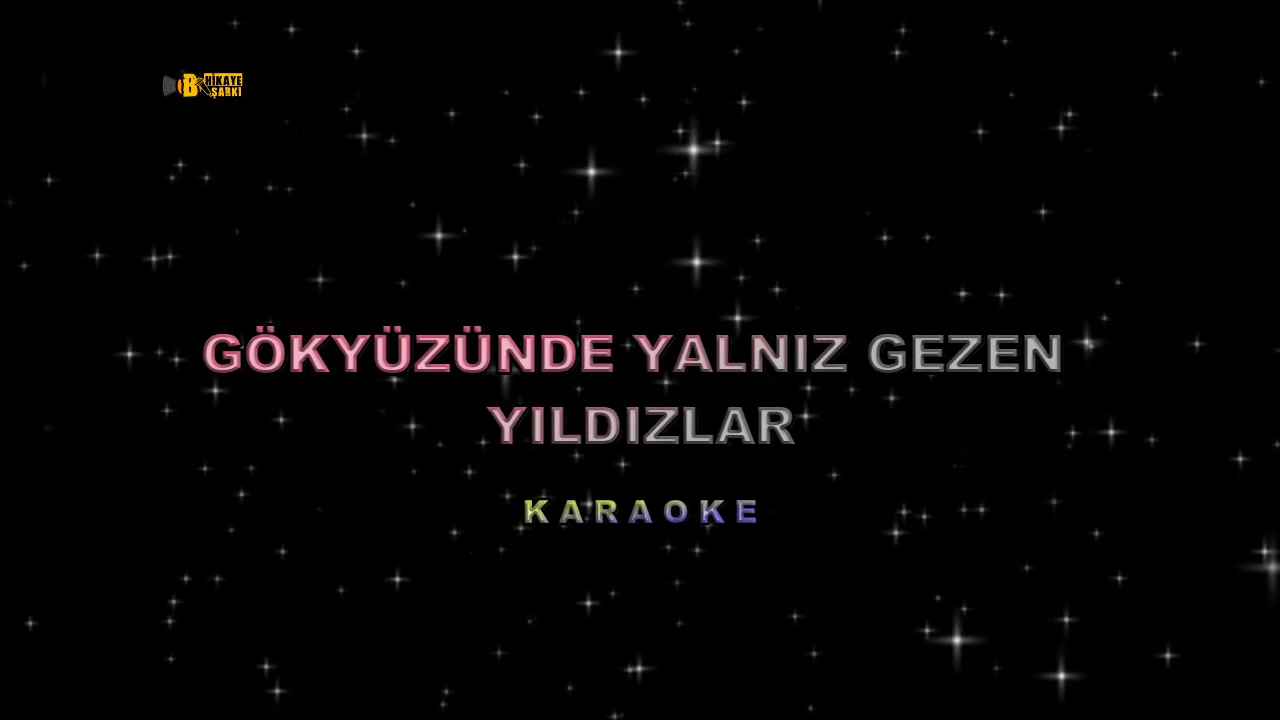 B HİKAYE
ŞARKI
GÖKYÜZÜNDE YALNIZ GEZEN
YILDIZLAR
KARAOKE